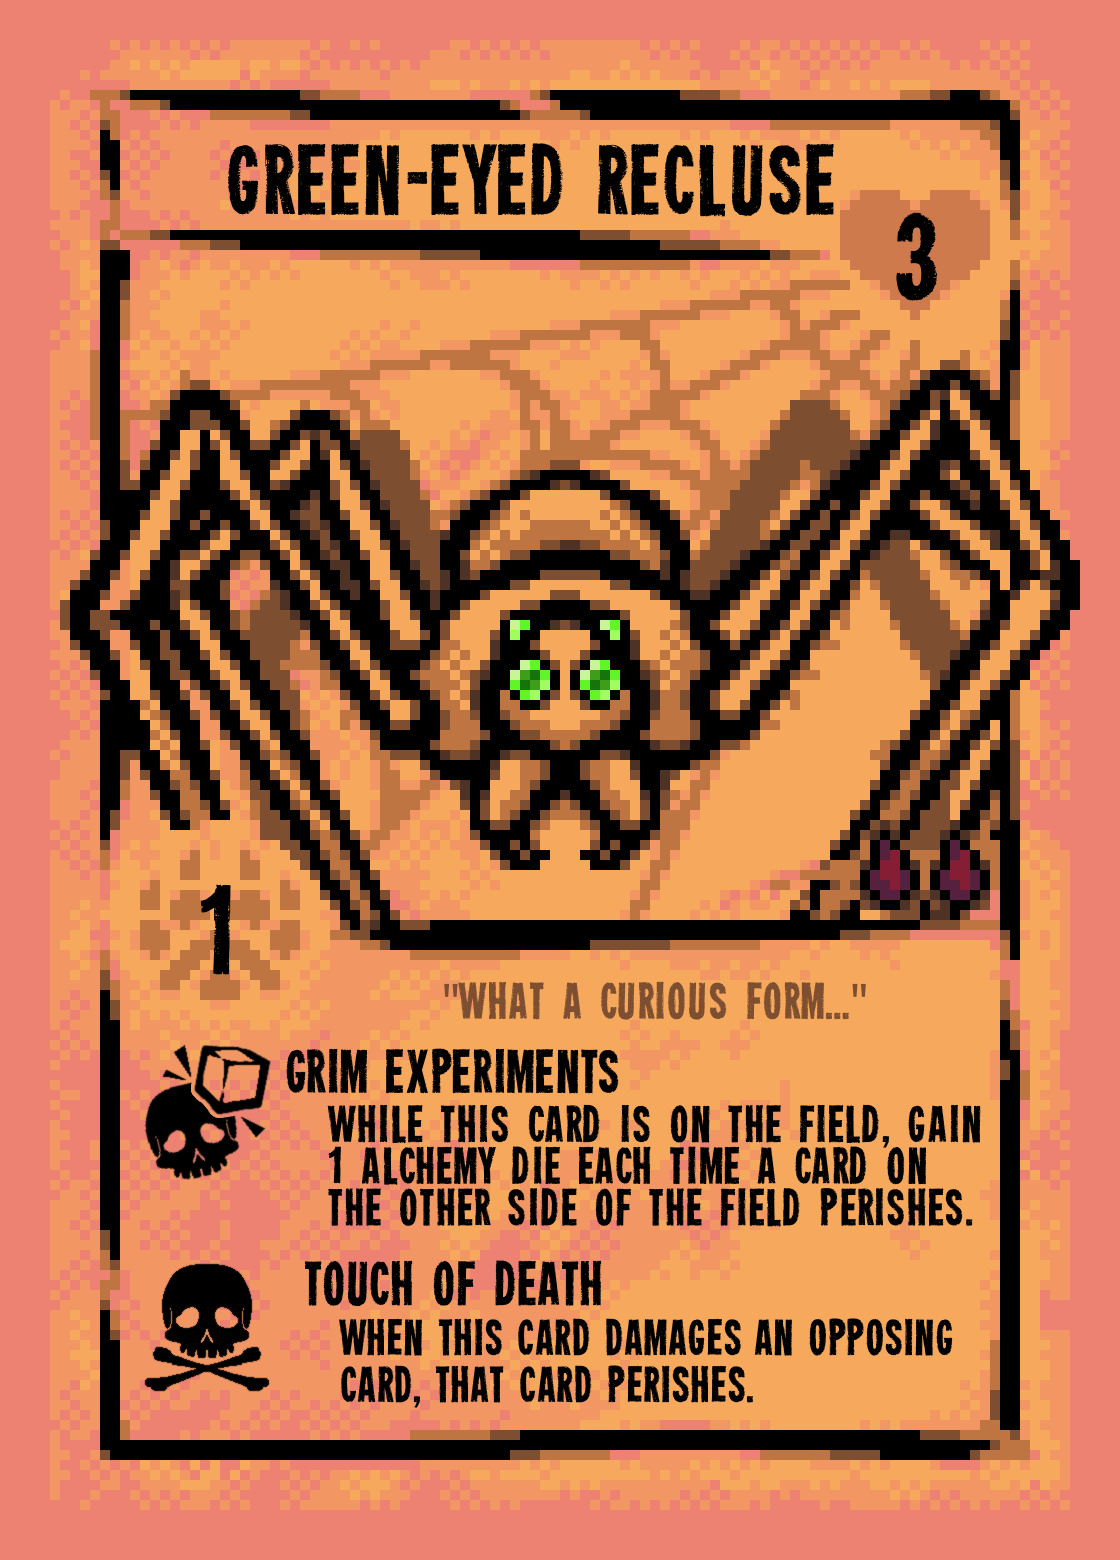 GREEN-EYED RECLUSE
3
1
"WHAT A CURIOUS FORM..."
GRIM EXPERIMENTS
WHILE THIS CARD IS ON THE FIELD, GAIN
1 ALCHEMY DIE EACH TIME A CARD ON
THE OTHER SIDE OF THE FIELD PERISHES.
TOUCH OF DEATH
WHEN THIS CARD DAMAGES AN OPPOSING
CARD, THAT CARD PERISHES.